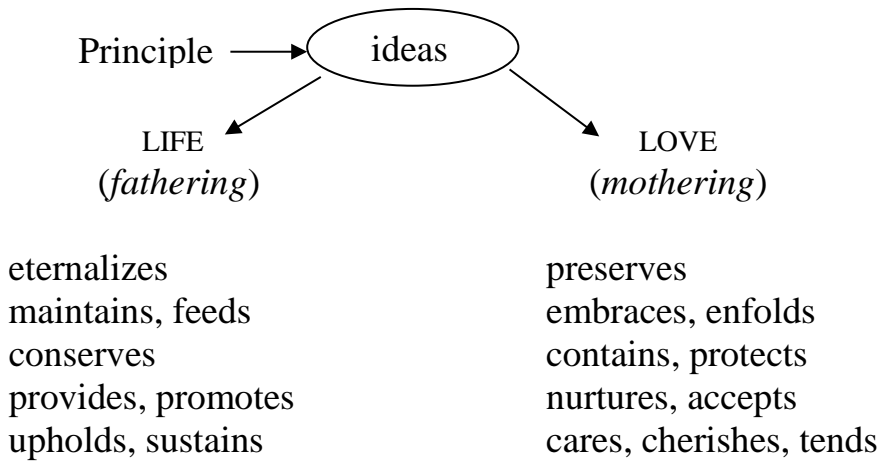 Principle ideas
LIFE LOVE
(fathering) (mothering)
eternalizes preserves
maintains, feeds embraces, enfolds
conserves contains, protects
provides, promotes nurtures, accepts
upholds, sustains cares, cherishes, tends